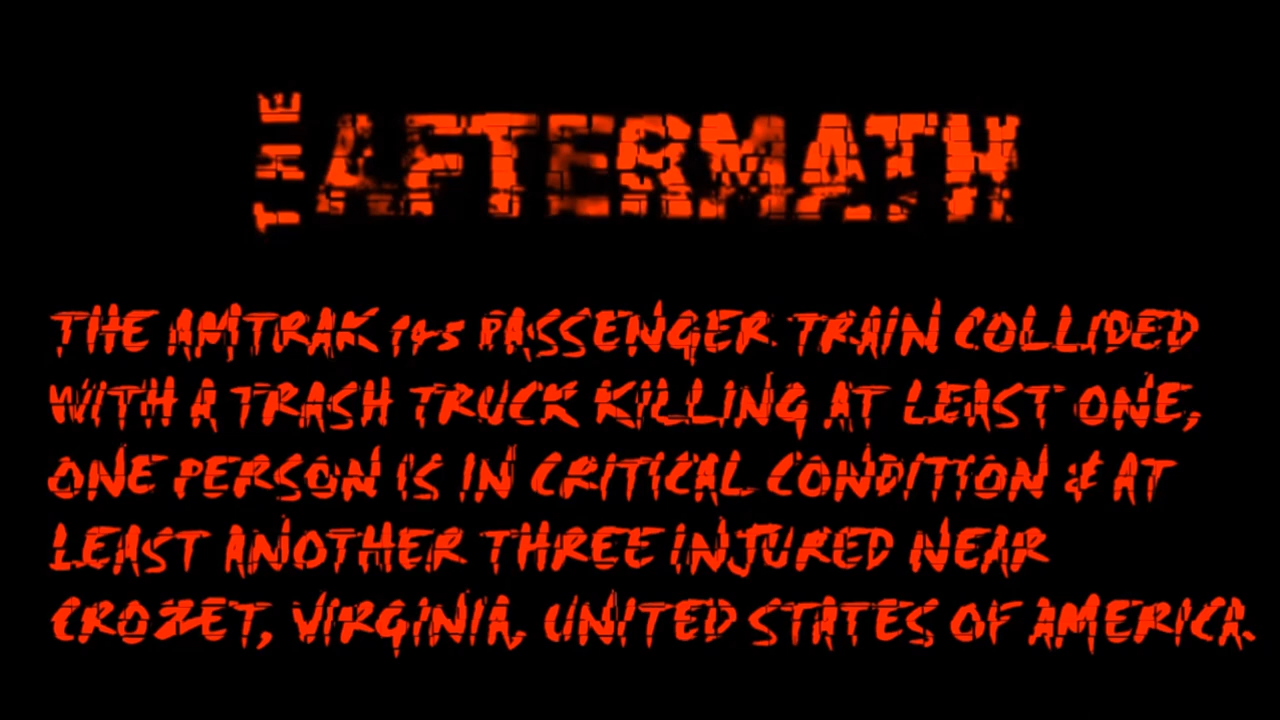 THE AFTERMATH
THE AMTRAK 145 PASSENGER TRAIN COLLIDED
WITH A TRASH TRUCK KILLING AT LEAST ONE,
ONE PERSON IS IN CRITICAL CONDITION & AT
LEAST ANOTHER THREE INJURED NEAR
CROZET, VIRGINIA, UNITED STATES OF AMERICA.